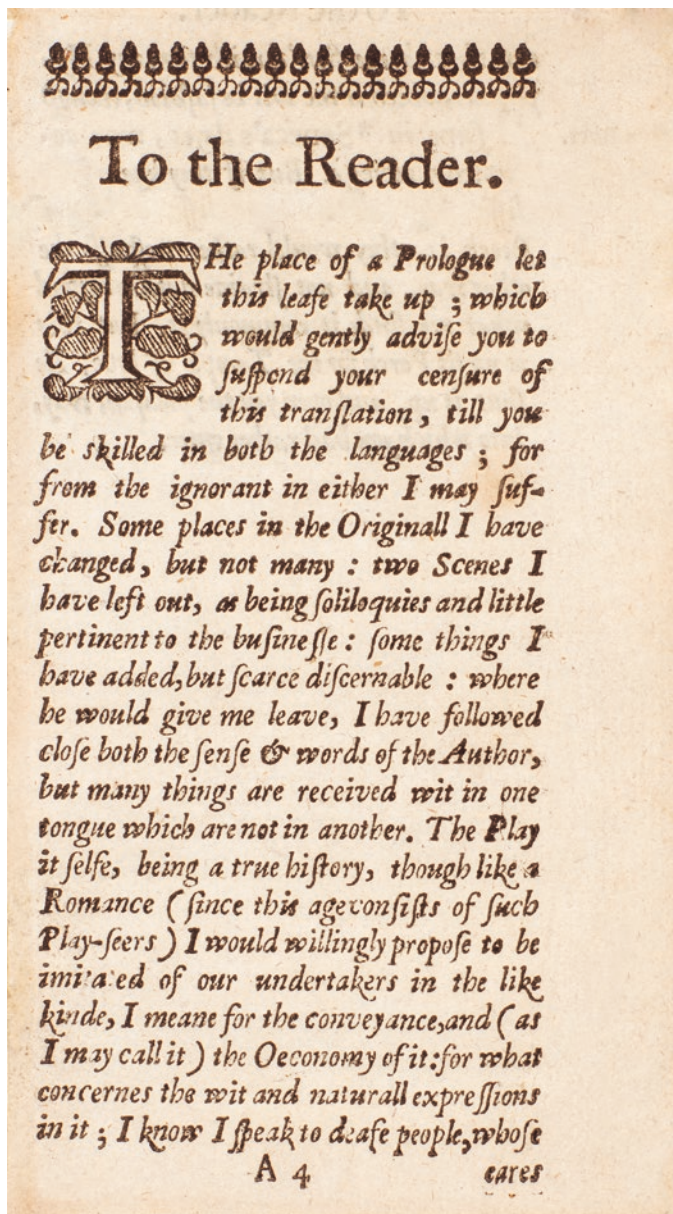 To the Reader.
THe place of a Prologue let
this leafe take up ; which
would gently advise you to
suspend your censure of
this translation, till you
be skilled in both the languages ; for
from the ignorant in either I may suf-
fer. Some places in the Originall I have
changed, but not many : two Scenes I
have left out, as being soliloquies and little
pertinent to the businesse : some things I
have added, but scarce discernable : where
he would give me leave, I have followed
close both the sense & words of the Author,
but many things are received wit in one
tongue which are not in another. The Play
it selfe, being a true history, though like a
Romance (since this age consists of such
Play-seers) I would willingly propose to be
imitated of our undertakers in the like
kinde, I meane for the conveyance, and (as
I may call it) the Oeconomy of it: for what
concernes the wit and naturall expressions
in it ; I know I speak to deafe people, whose
A 4 eares